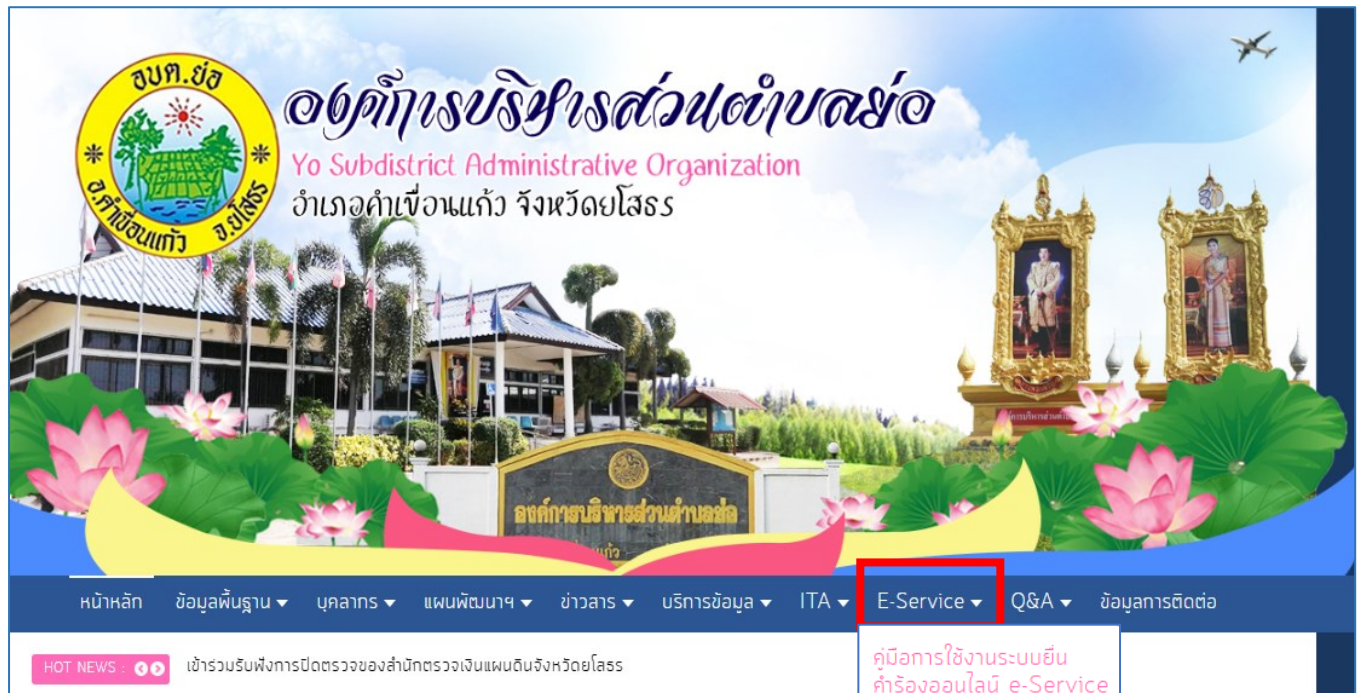 อบต.ย่อ
อ.คำเขื่อนแก้ว จ.ยโสธร
องค์การบริหารส่วนตำบลย่อ
Yo Subdistrict Administrative Organization
อำเภอคำเขื่อนแก้ว จังหวัดยโสธร
องค์การบริหารส่วนตำบลย่อ
หน้าหลัก ข้อมูลพื้นฐาน บุคลากร แผนพัฒนาฯ ข่าวสาร บริการข้อมูล ITA E-Service Q&A ข้อมูลการติดต่อ
HOT NEWS : เข้าร่วมรับฟังการปิดตรวจของสำนักตรวจเงินแผ่นดินจังหวัดยโสธร
คู่มือการใช้งานระบบยื่น
คำร้องออนไลน์ e-Service